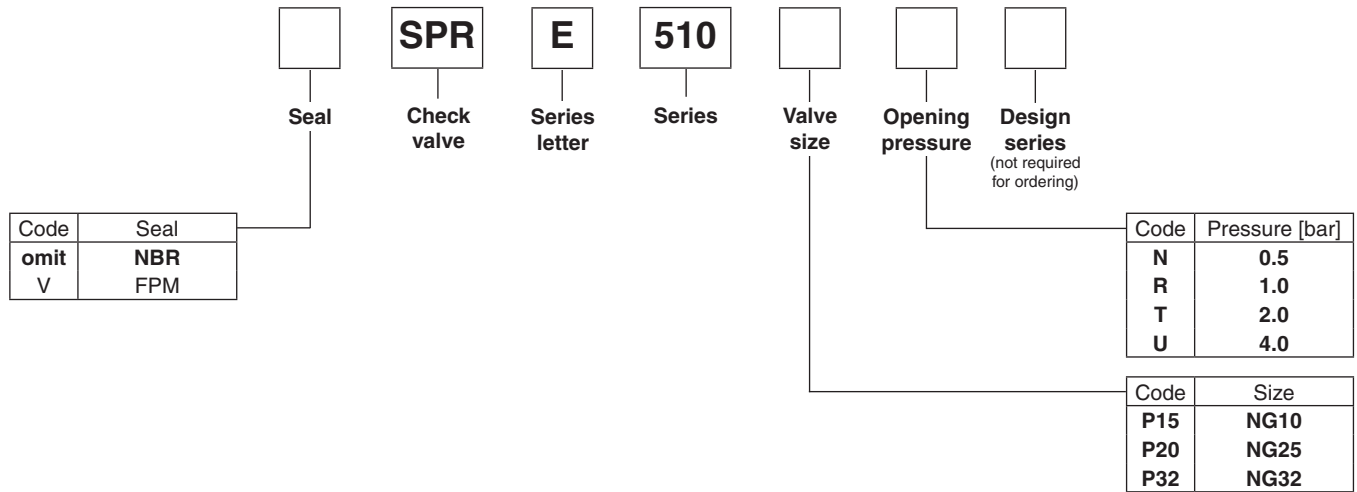 SPR E 510
Seal Check Series Series Valve Opening Design
valve letter size pressure series
(not required
for ordering)
Code Seal
omit NBR
V FPM
Code Pressure [bar]
N 0.5
R 1.0
T 2.0
U 4.0
Code Size
P15 NG10
P20 NG25
P32 NG32